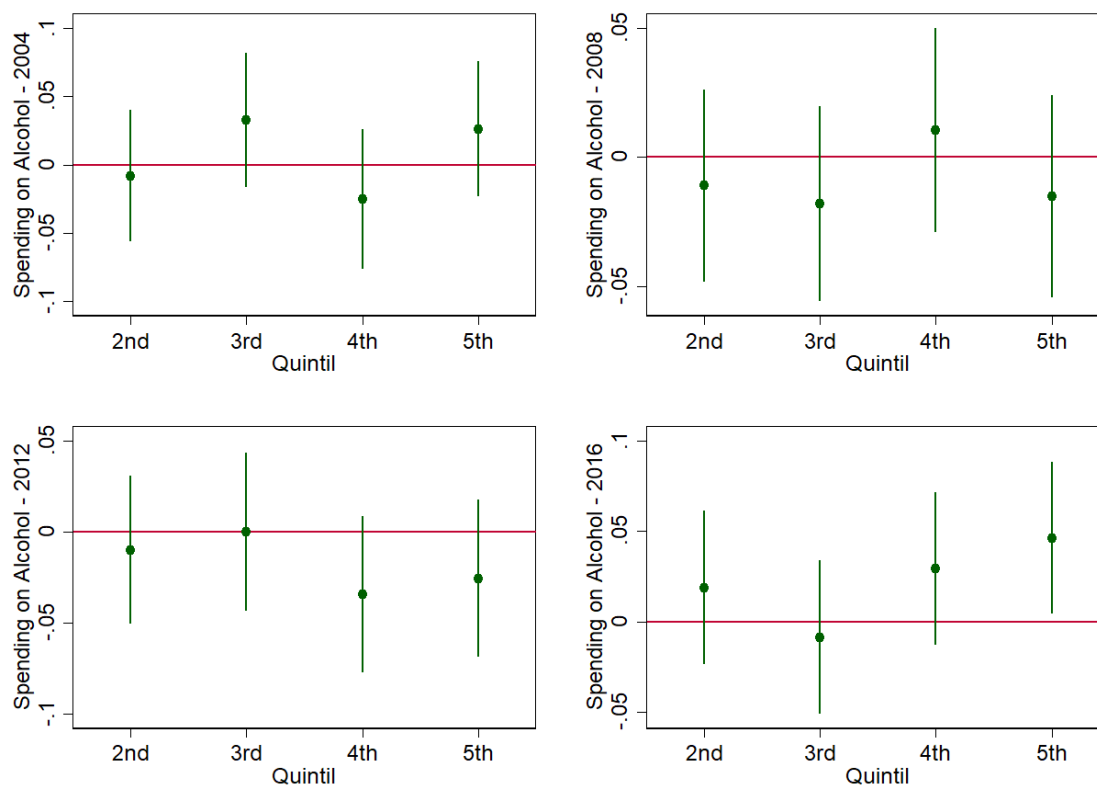 Spending on Alcohol - 2004
.1
.05
0
-.05
-.1
2nd 3rd 4th 5th
Quintil
Spending on Alcohol - 2008
.05
0
-.05
2nd 3rd 4th 5th
Quintil
Spending on Alcohol - 2012
.05
0
-.05
-.1
2nd 3rd 4th 5th
Quintil
Spending on Alcohol - 2016
.1
.05
0
-.05
2nd 3rd 4th 5th
Quintil